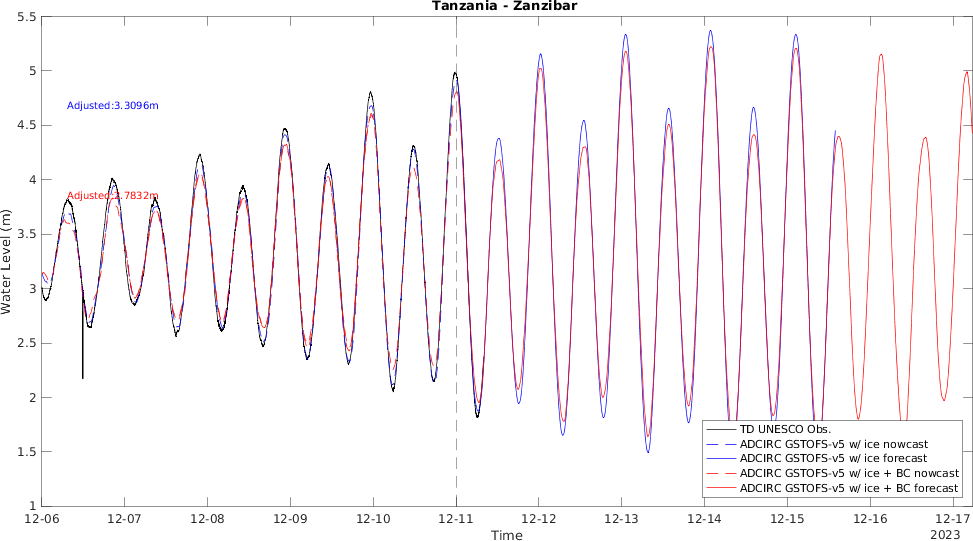 Tanzania - Zanzibar
5.5
5
4.5
4
3.5
3
2.5
2
1.5
1
Water Level (m)
Adjusted:3.3096m
Adjusted:2.7832m
TD UNESCO Obs.
ADCIRC GSTOFS-v5 w/ ice nowcast
ADCIRC GSTOFS-v5 w/ ice forecast
ADCIRC GSTOFS-v5 w/ ice + BC nowcast
ADCIRC GSTOFS-v5 w/ ice + BC forecast
12-06 12-07 12-08 12-09 12-10 12-11 12-12 12-13 12-14 12-15 12-16 12-17
Time
2023